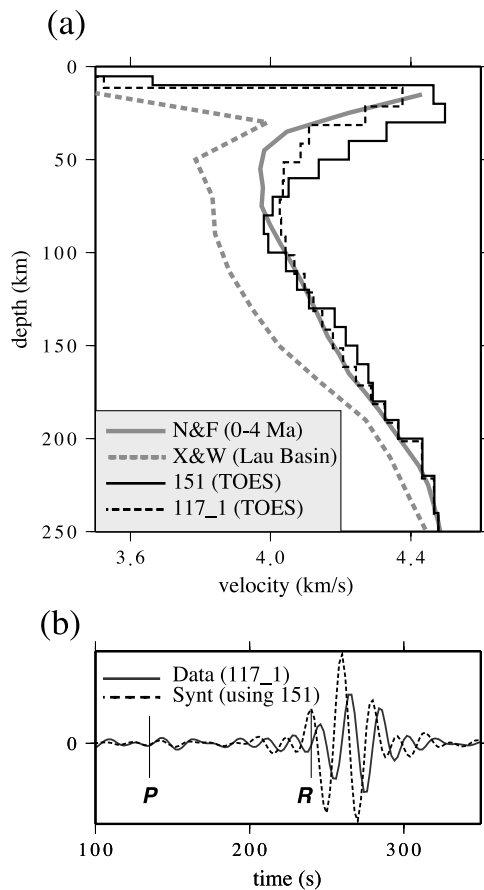 (a)
0
50
100
150
200
250
depth (km)
N&F (0-4 Ma)
X&W (Lau Basin)
151 (TOES)
117_1 (TOES)
3.6 4.0 4.4
velocity (km/s)
(b)
Data (117_1)
Synt (using 151)
0
P R
100 200 300
time (s)